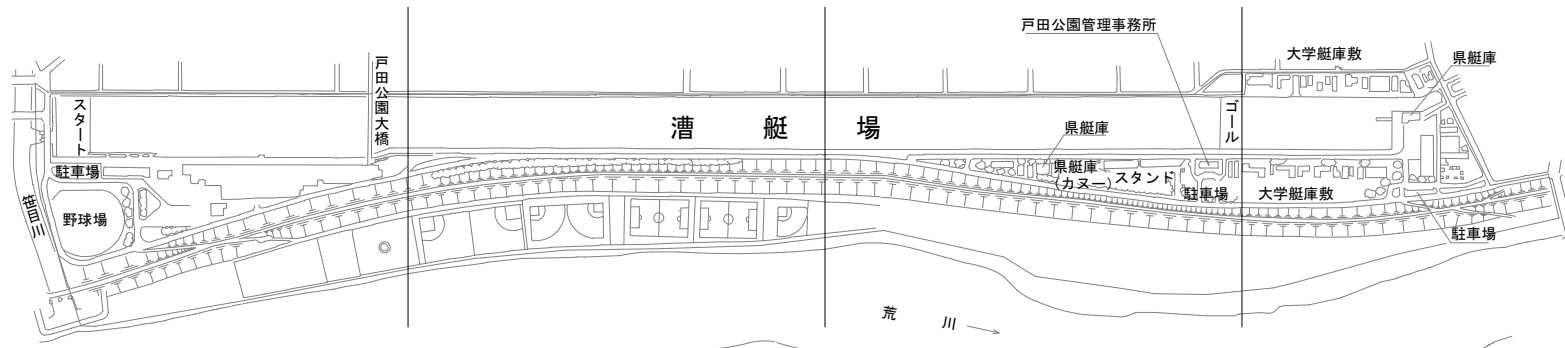 戸田公園管理事務所
大学艇庫敷
県艇庫
戸田公園大橋
スタート
漕艇場
ゴール
県艇庫
県艇庫
(カヌー)
スタンド
駐車場
駐車場
大学艇庫敷
笹目川
野球場
駐車場
荒川